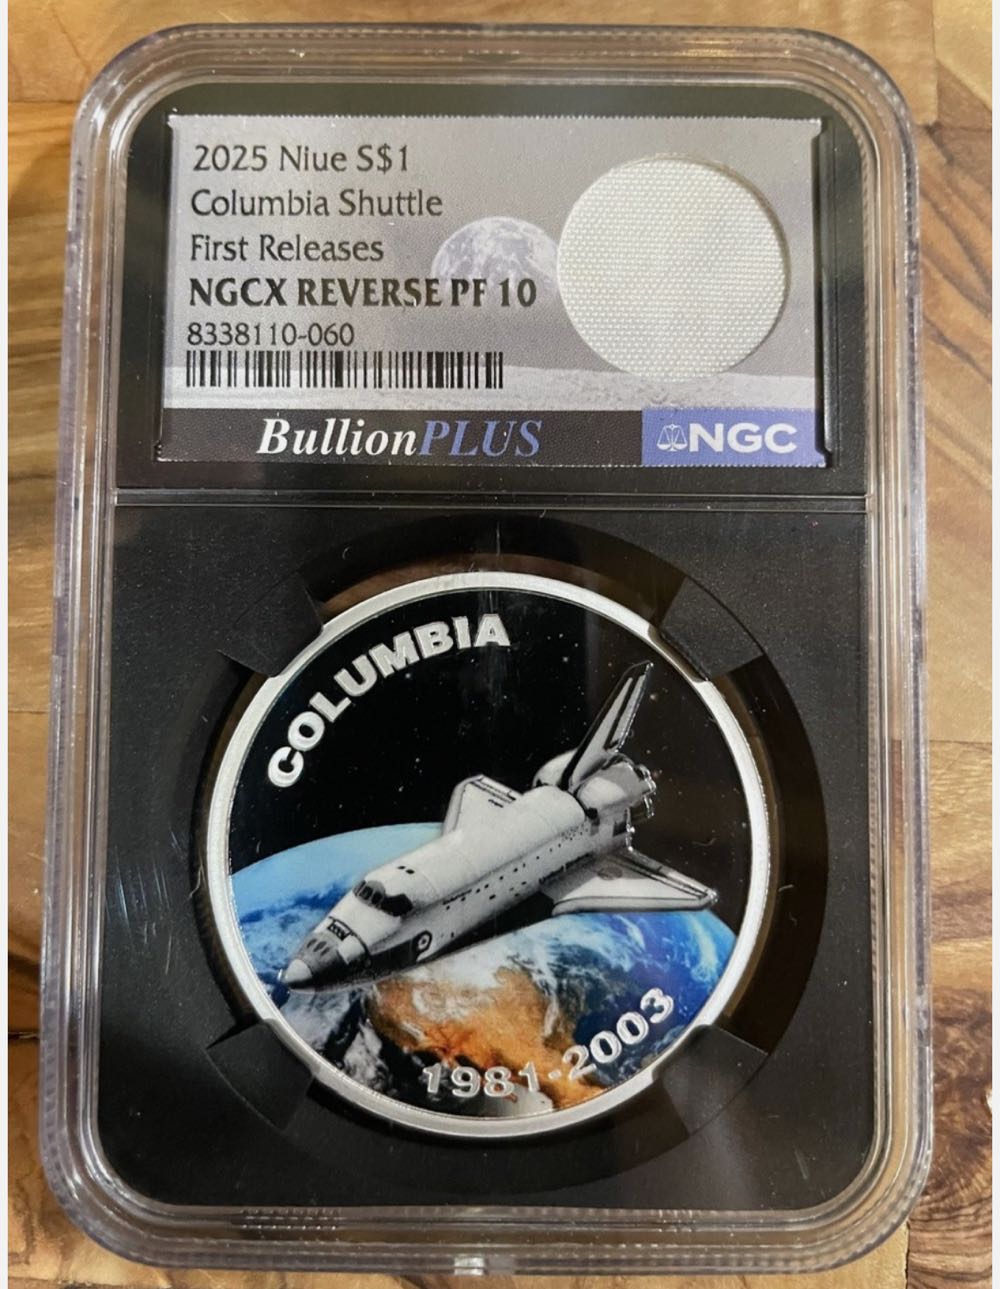 2025 Niue S$1
Columbia Shuttle
First Releases
NGCX REVERSE PF 10
8338110-060
BullionPLUS
NGC
COLUMBIA
1981-2003